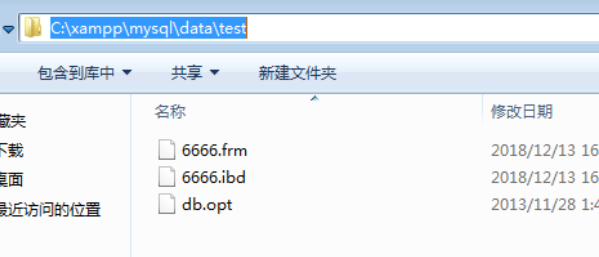 C:\xampp\mysql\data\test
包含到库中 共享 新建文件夹
名称 修改日期
藏夹
下载
桌面
最近访问的位置
6666.frm 2018/12/13 16
6666.ibd 2018/12/13 16
db.opt 2013/11/28 1:4